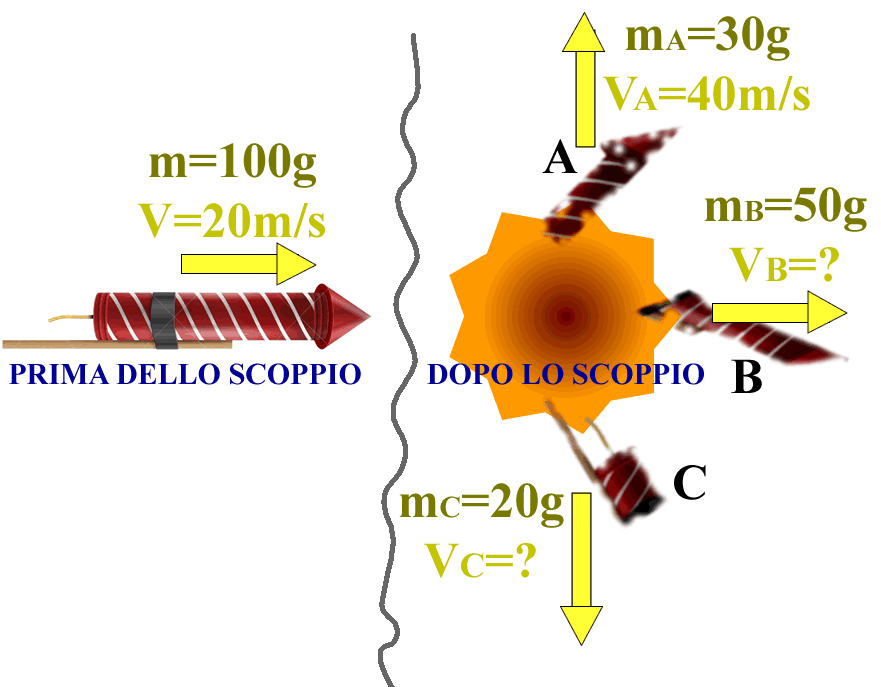 m=100g
V=20m/s
PRIMA DELLO SCOPPIO
mA=30g
VA=40m/s
A
mB=50g
VB=?
DOPO LO SCOPPIO
B
C
mC=20g
VC=?